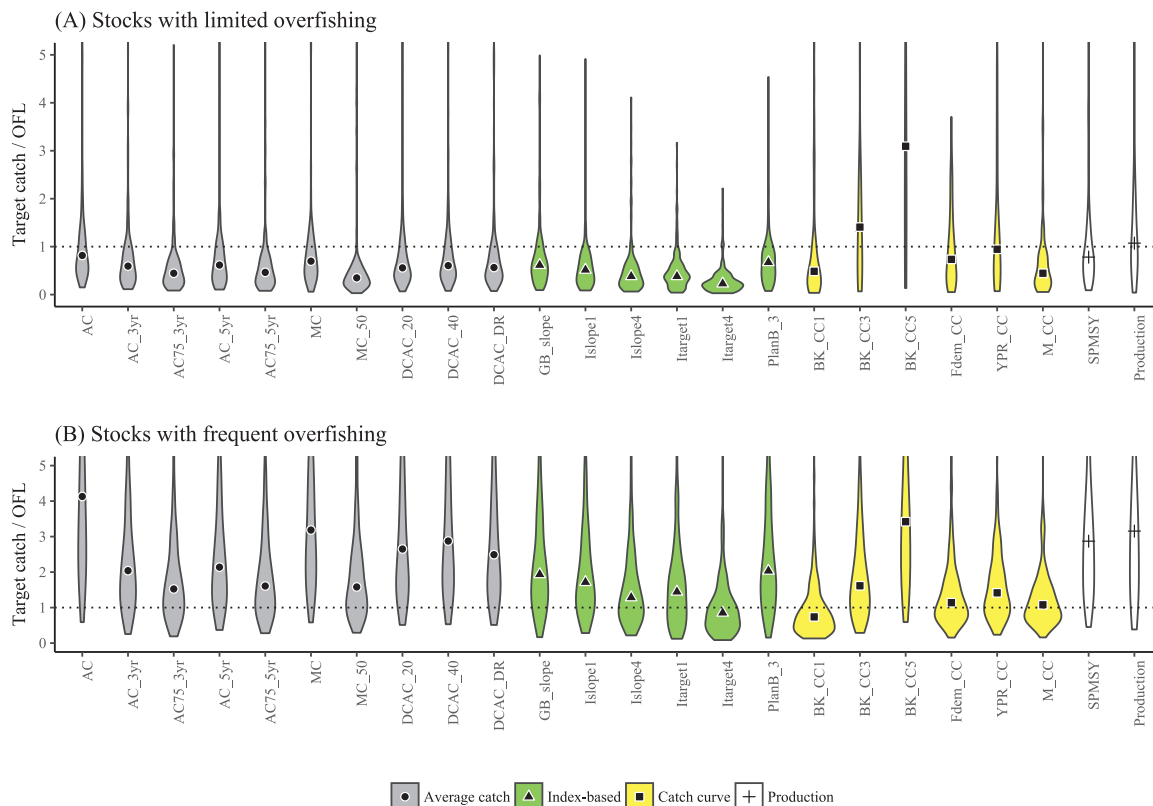 (A) Stocks with limited overfishing
Target catch / OFL
5
4
3
2
1
0
AC AC_3yr AC75_3yr AC_5yr AC75_5yr MC MC_50 DCAC_20 DCAC_40 DCAC_DR GB_slope Islope1 Islope4 Itarget1 Itarget4 PlanB_3 BK_CC1 BK_CC3 BK_CC5 Fdem_CC YPR_CC M_CC SPMSY Production
(B) Stocks with frequent overfishing
Target catch / OFL
5
4
3
2
1
0
AC AC_3yr AC75_3yr AC_5yr AC75_5yr MC MC_50 DCAC_20 DCAC_40 DCAC_DR GB_slope Islope1 Islope4 Itarget1 Itarget4 PlanB_3 BK_CC1 BK_CC3 BK_CC5 Fdem_CC YPR_CC M_CC SPMSY Production
Average catch Index-based Catch curve Production